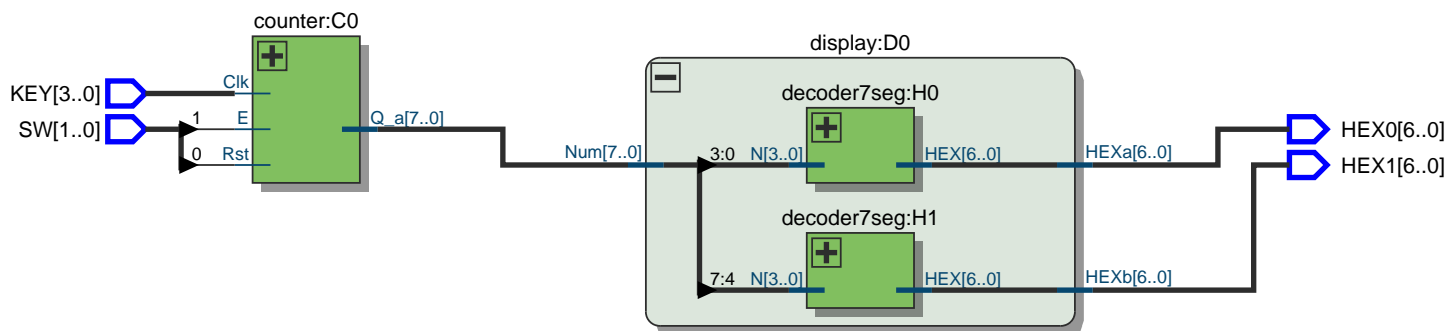 counter:C0
display:D0
KEY[3..0]
SW[1..0]
Clk
1
E
0
Rst
Q_a[7..0]
Num[7..0]
decoder7seg:H0
3:0
N[3..0]
HEX[6..0]
HEXa[6..0]
decoder7seg:H1
7:4
N[3..0]
HEX[6..0]
HEXb[6..0]
HEX0[6..0]
HEX1[6..0]